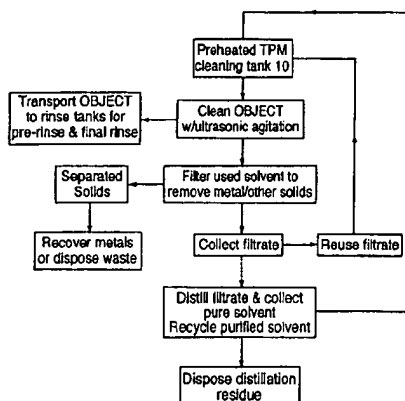 Preheated TPM
cleaning tank 10
Transport OBJECT
to rinse tanks for
pre-rinse & final rinse
Clean OBJECT
w/ultrasonic agitation
Separated
Solids
Filter used solvent to
remove metal/other solids
Recover metals
or dispose waste
Collect filtrate
Reuse filtrate
Distill filtrate & collect
pure solvent
Recycle purified solvent
Dispose distillation
residue